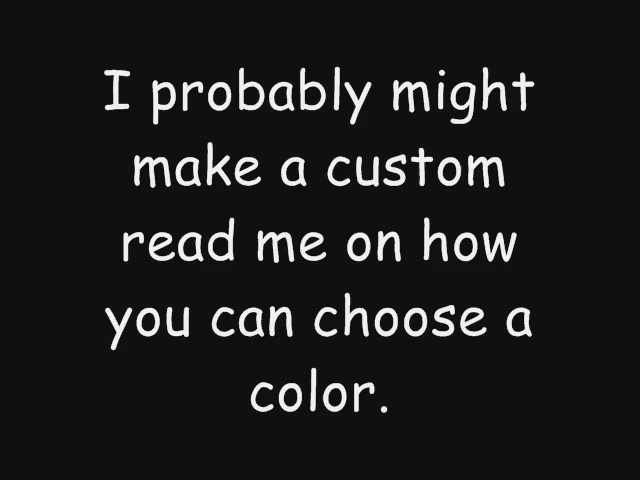 I probably might
make a custom
read me on how
you can choose a
color.